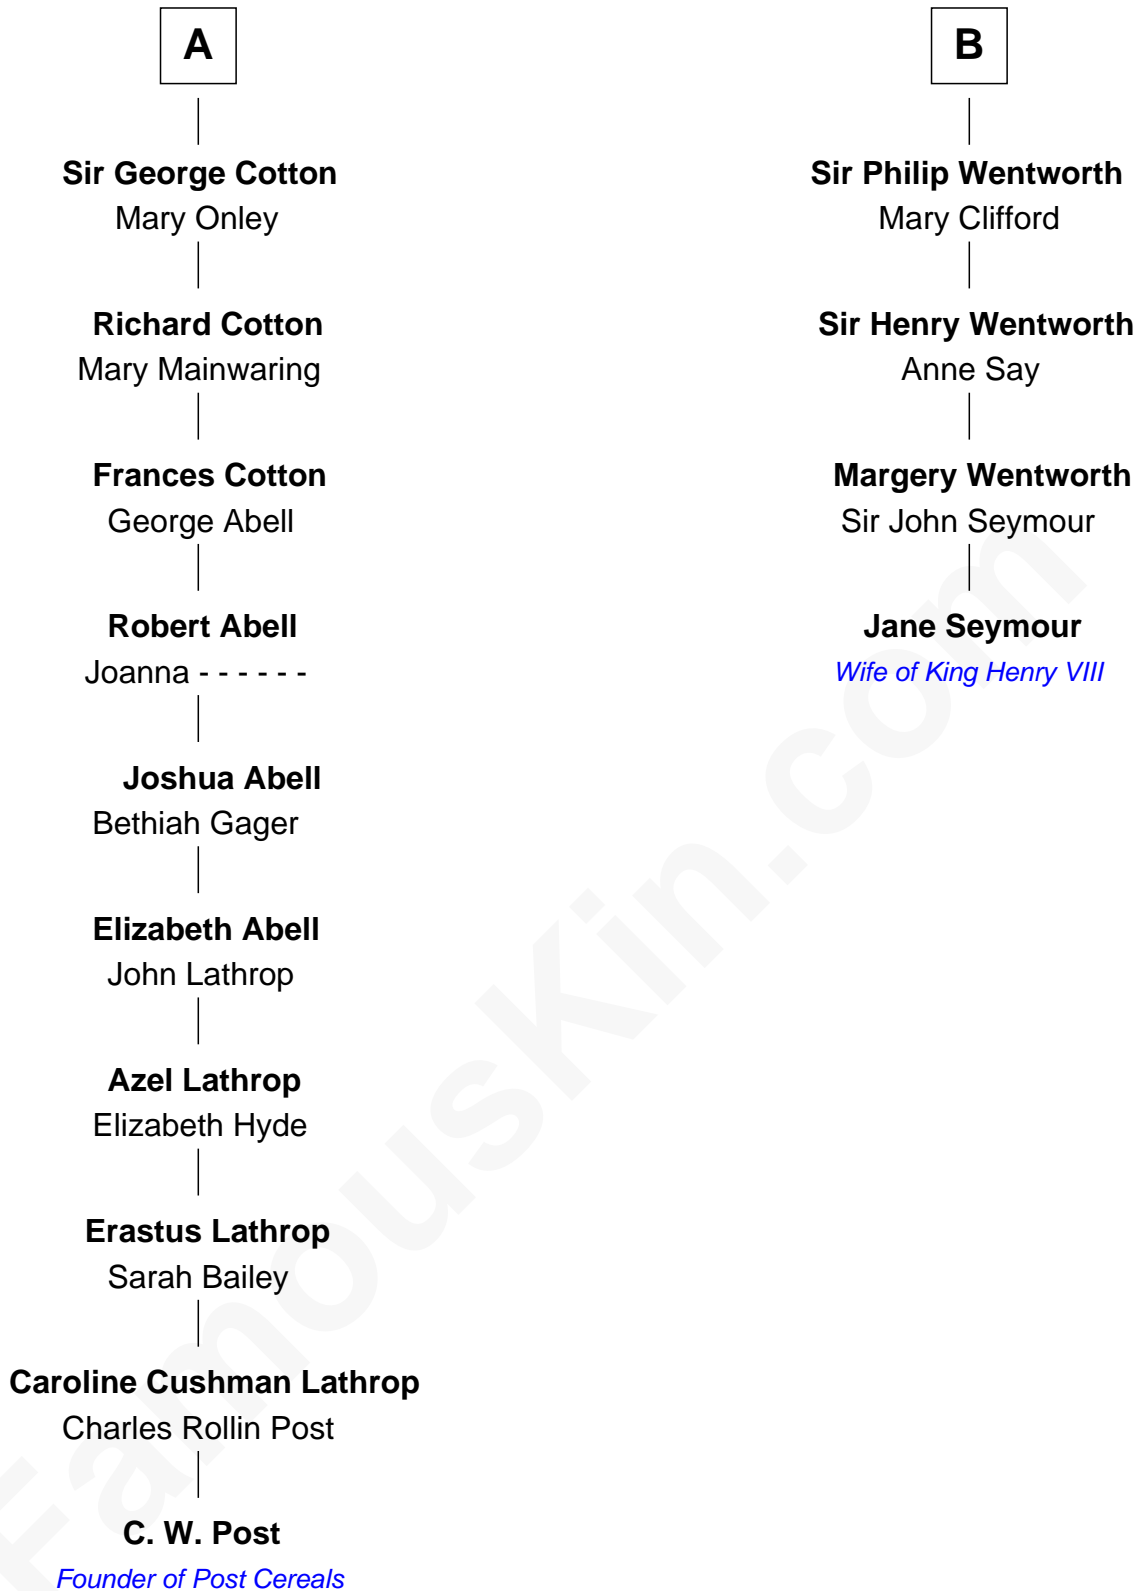 A
Sir George Cotton
Mary Onley
Richard Cotton
Mary Mainwaring
Frances Cotton
George Abell
Robert Abell
Joanna - - - - - -
Joshua Abell
Bethiah Gager
Elizabeth Abell
John Lathrop
Azel Lathrop
Elizabeth Hyde
Erastus Lathrop
Sarah Bailey
Caroline Cushman Lathrop
Charles Rollin Post
C. W. Post
Founder of Post Cereals
B
Sir Philip Wentworth
Mary Clifford
Sir Henry Wentworth
Anne Say
Margery Wentworth
Sir John Seymour
Jane Seymour
Wife of King Henry VIII
FamousKin.com